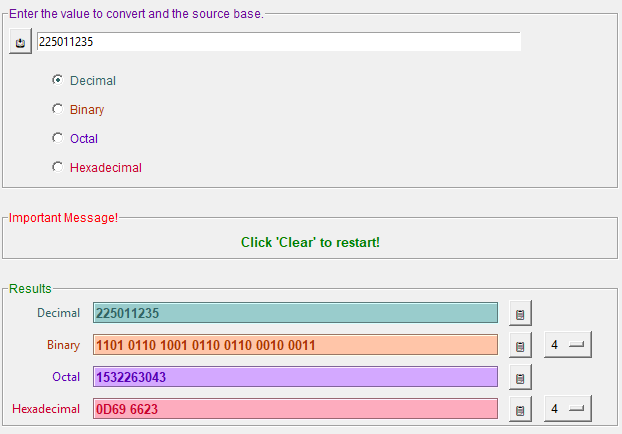 Enter the value to convert and the source base.
225011235
Decimal
Binary
Octal
Hexadecimal
Important Message!
Click 'Clear' to restart!
Results
Decimal 225011235
Binary 1101 0110 1001 0110 0110 0010 0011 4
Octal 1532263043
Hexadecimal 0D69 6623 4